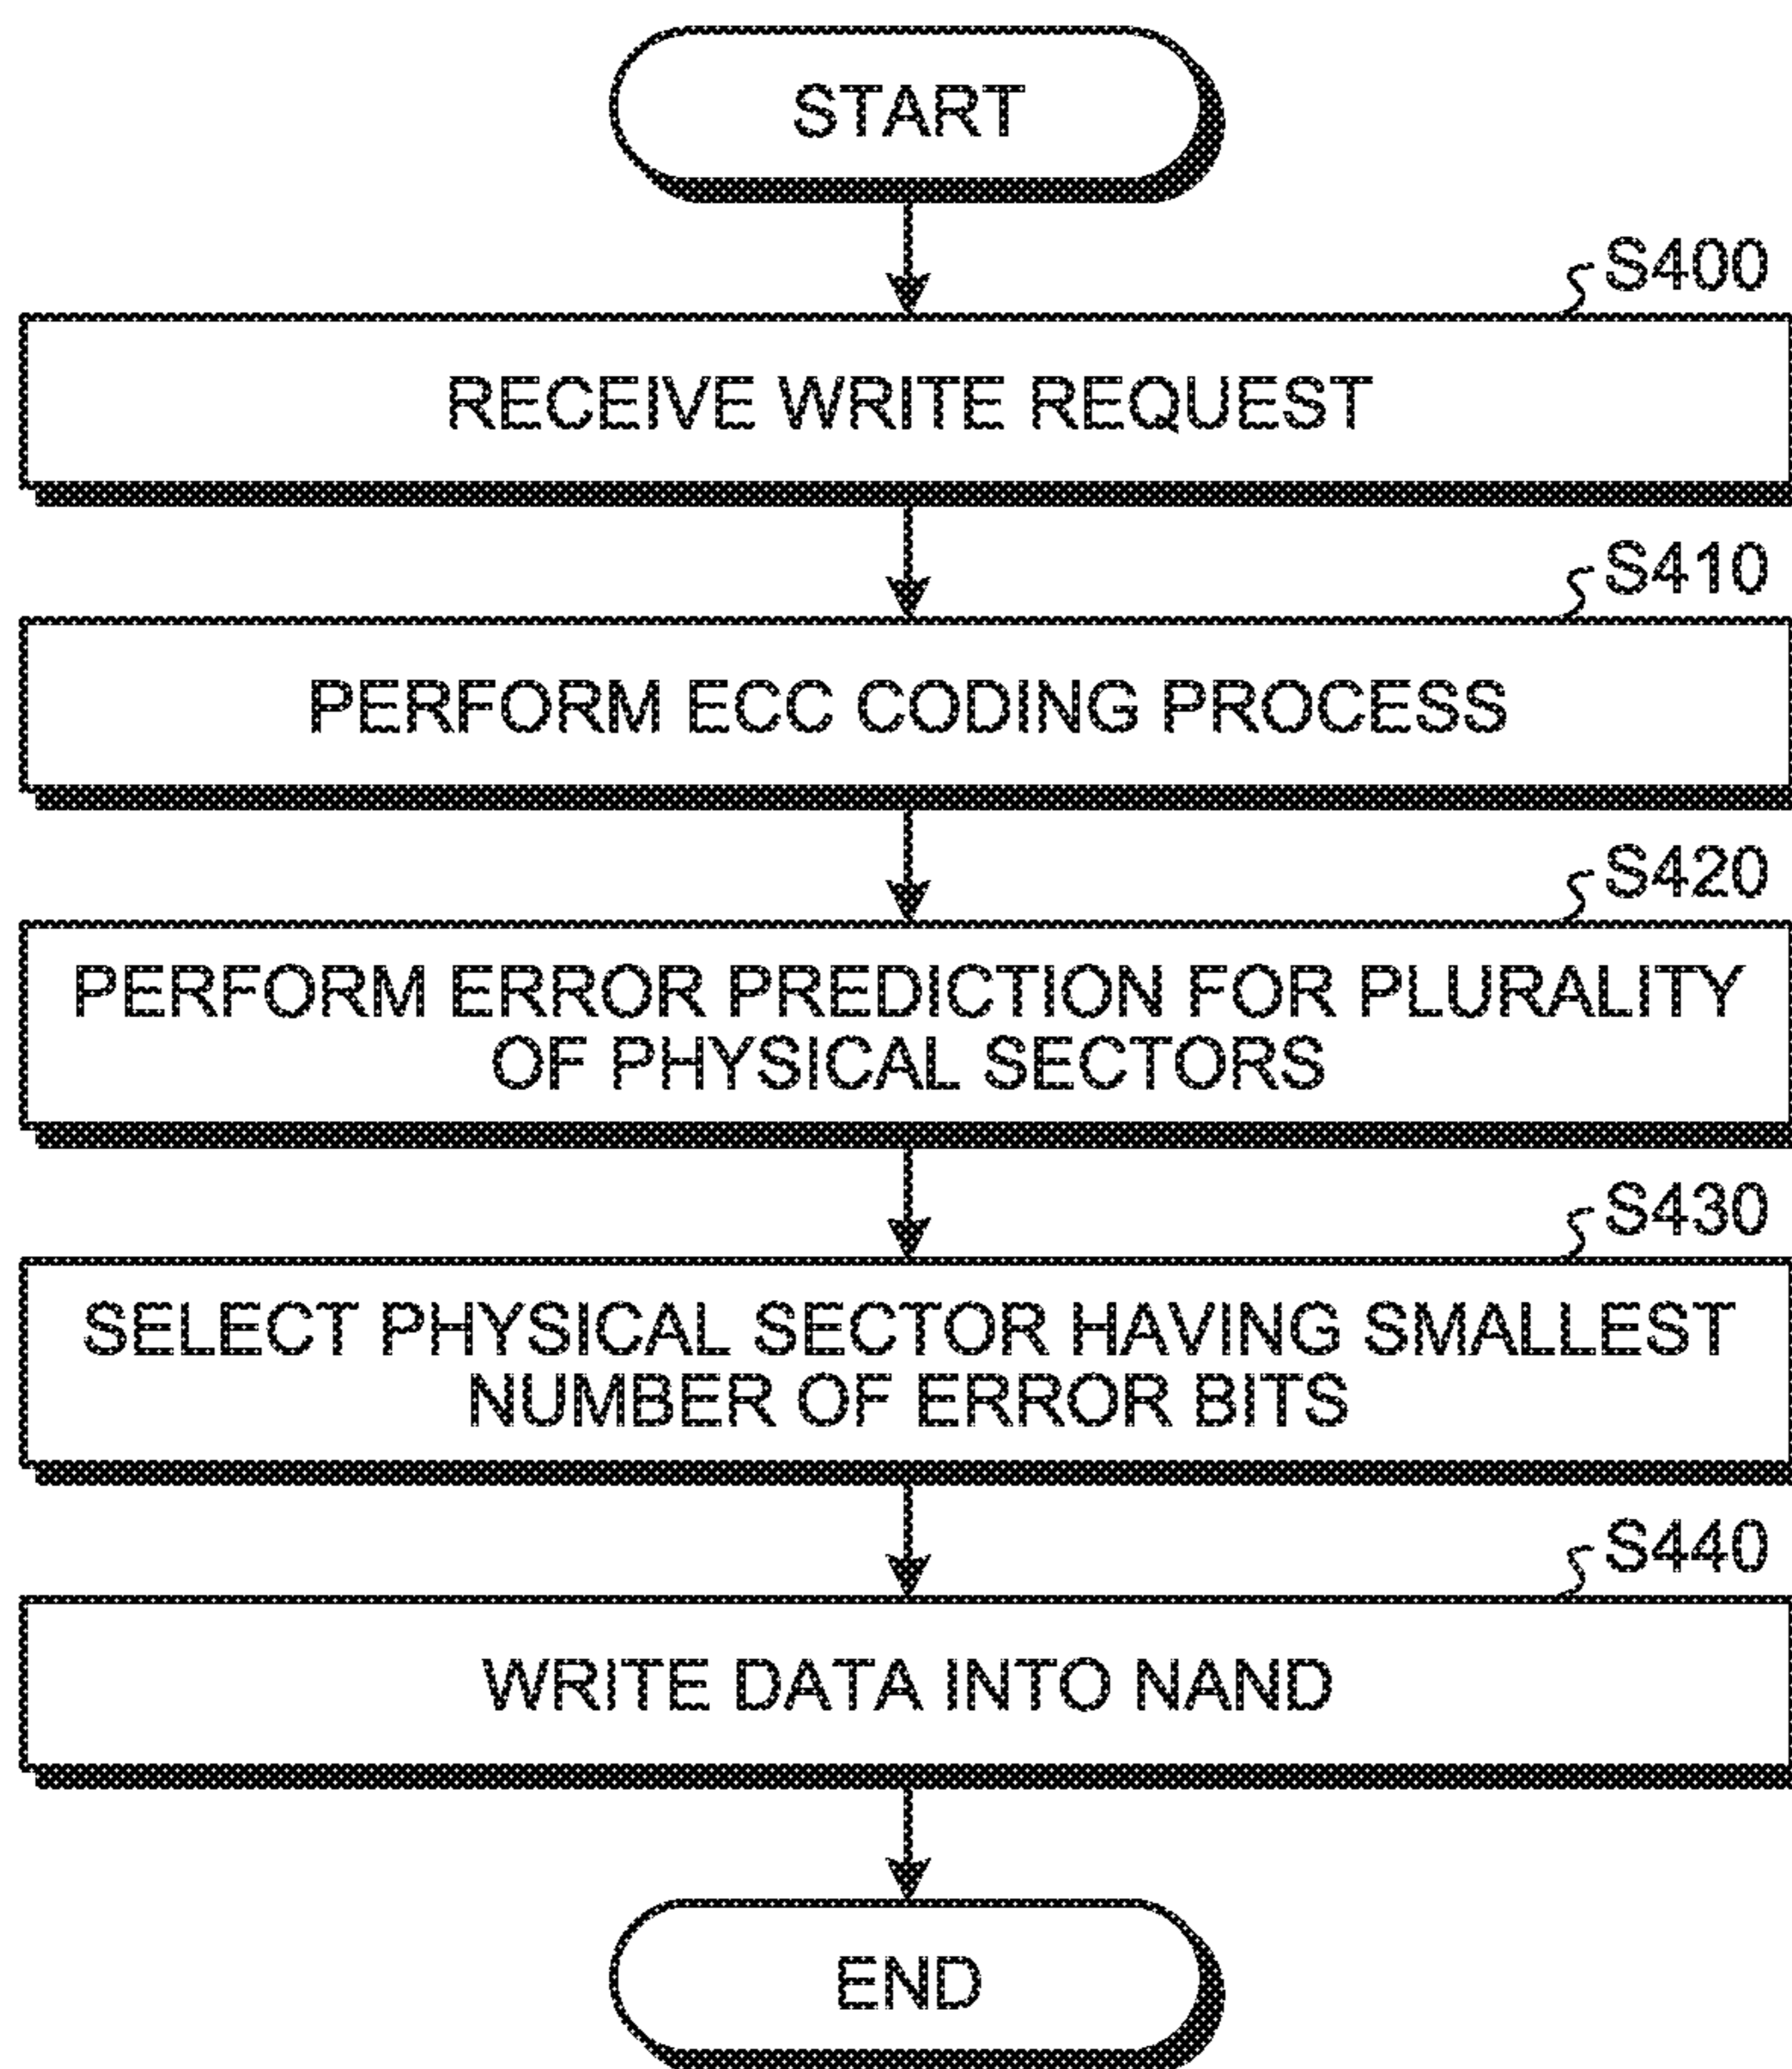 START
S400
RECEIVE WRITE REQUEST
S410
PERFORM ECC CODING PROCESS
S420
PERFORM ERROR PREDICTION FOR PLURALITY
OF PHYSICAL SECTORS
S430
SELECT PHYSICAL SECTOR HAVING SMALLEST
NUMBER OF ERROR BITS
S440
WRITE DATA INTO NAND
END